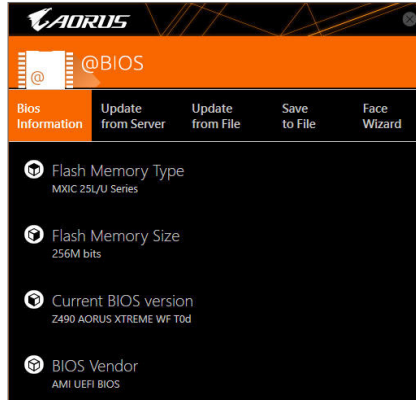 AORUS
@BIOS
@
Bios Information
Update from Server
Update from File
Save to File
Face Wizard
Flash Memory Type
MXIC 25L/U Series
Flash Memory Size
256M bits
Current BIOS version
Z490 AORUS XTREME WF T0d
BIOS Vendor
AMI UEFI BIOS